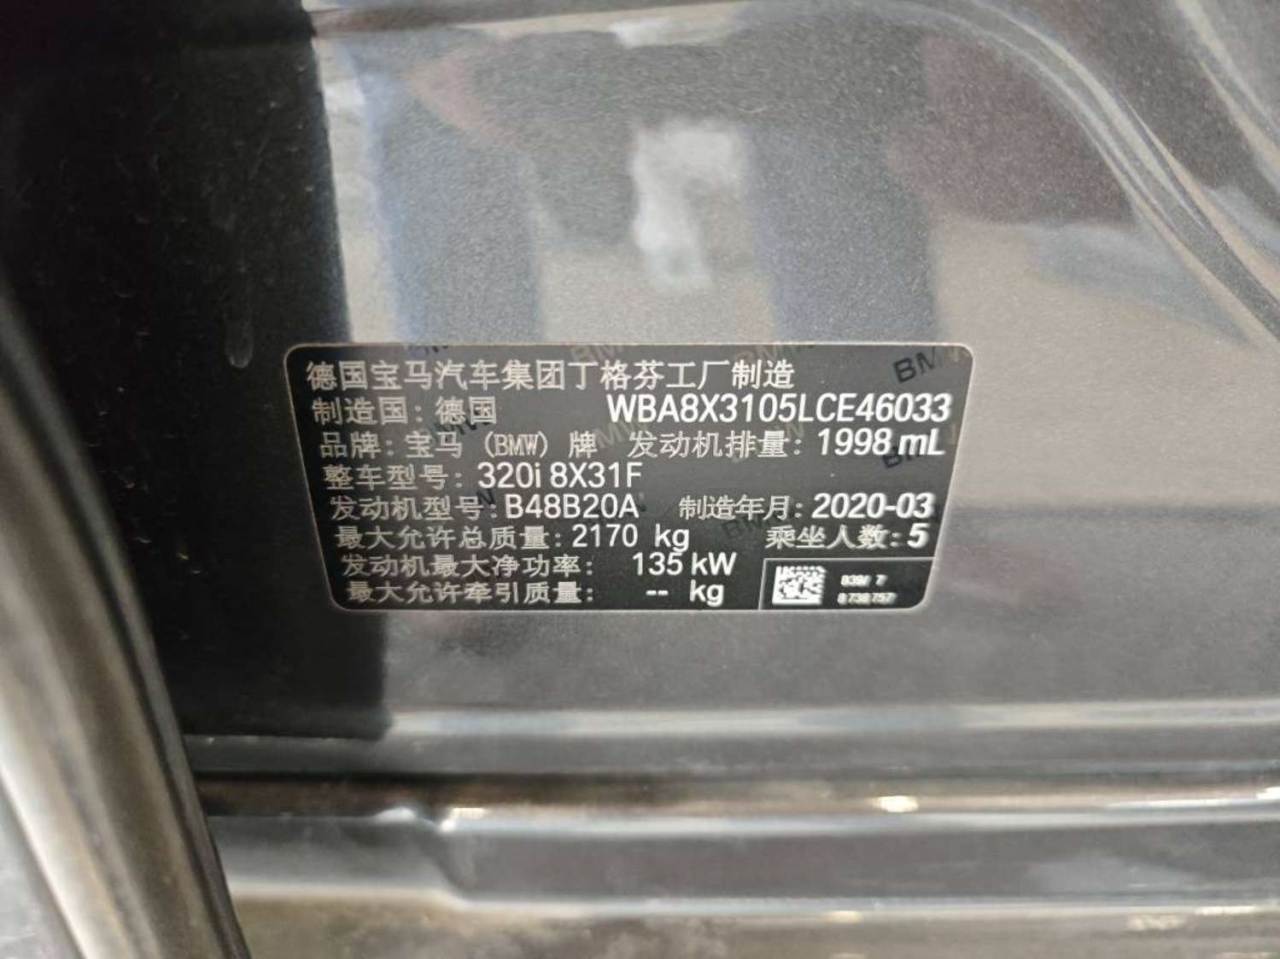 德国宝马汽车集团丁格芬工厂制造
制造国：德国 WBA8X3105LCE46033
品牌：宝马（BMW）牌 发动机排量：1998 mL
整车型号：320i 8X31F
发动机型号：B48B20A 制造年月：2020-03
最大允许总质量：2170 kg 乘坐人数：5
发动机最大净功率： 135 kW
最大允许牵引质量： -- kg
8 738 757